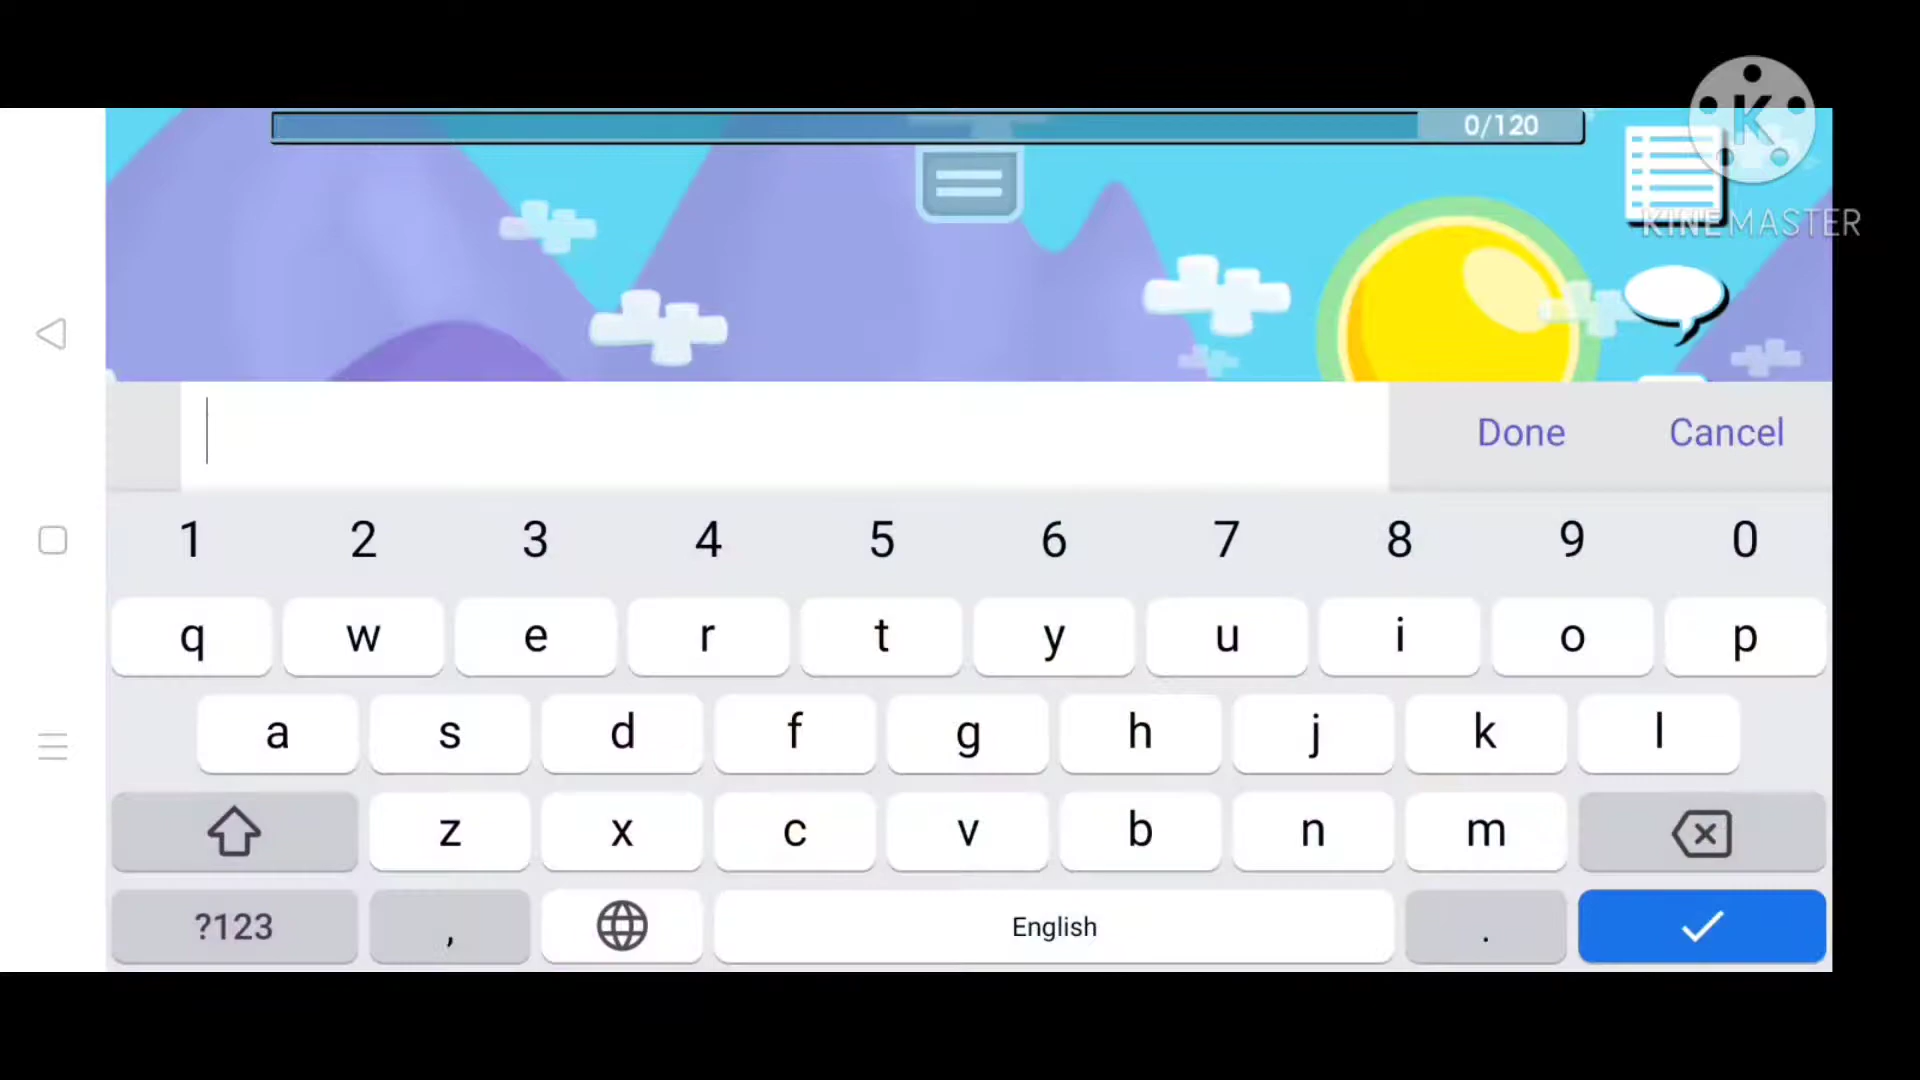 0/120
K
KINEMASTER
Done Cancel
1 2 3 4 5 6 7 8 9 0
q w e r t y u i o p
a s d f g h j k l
z x c v b n m
?123 , English .